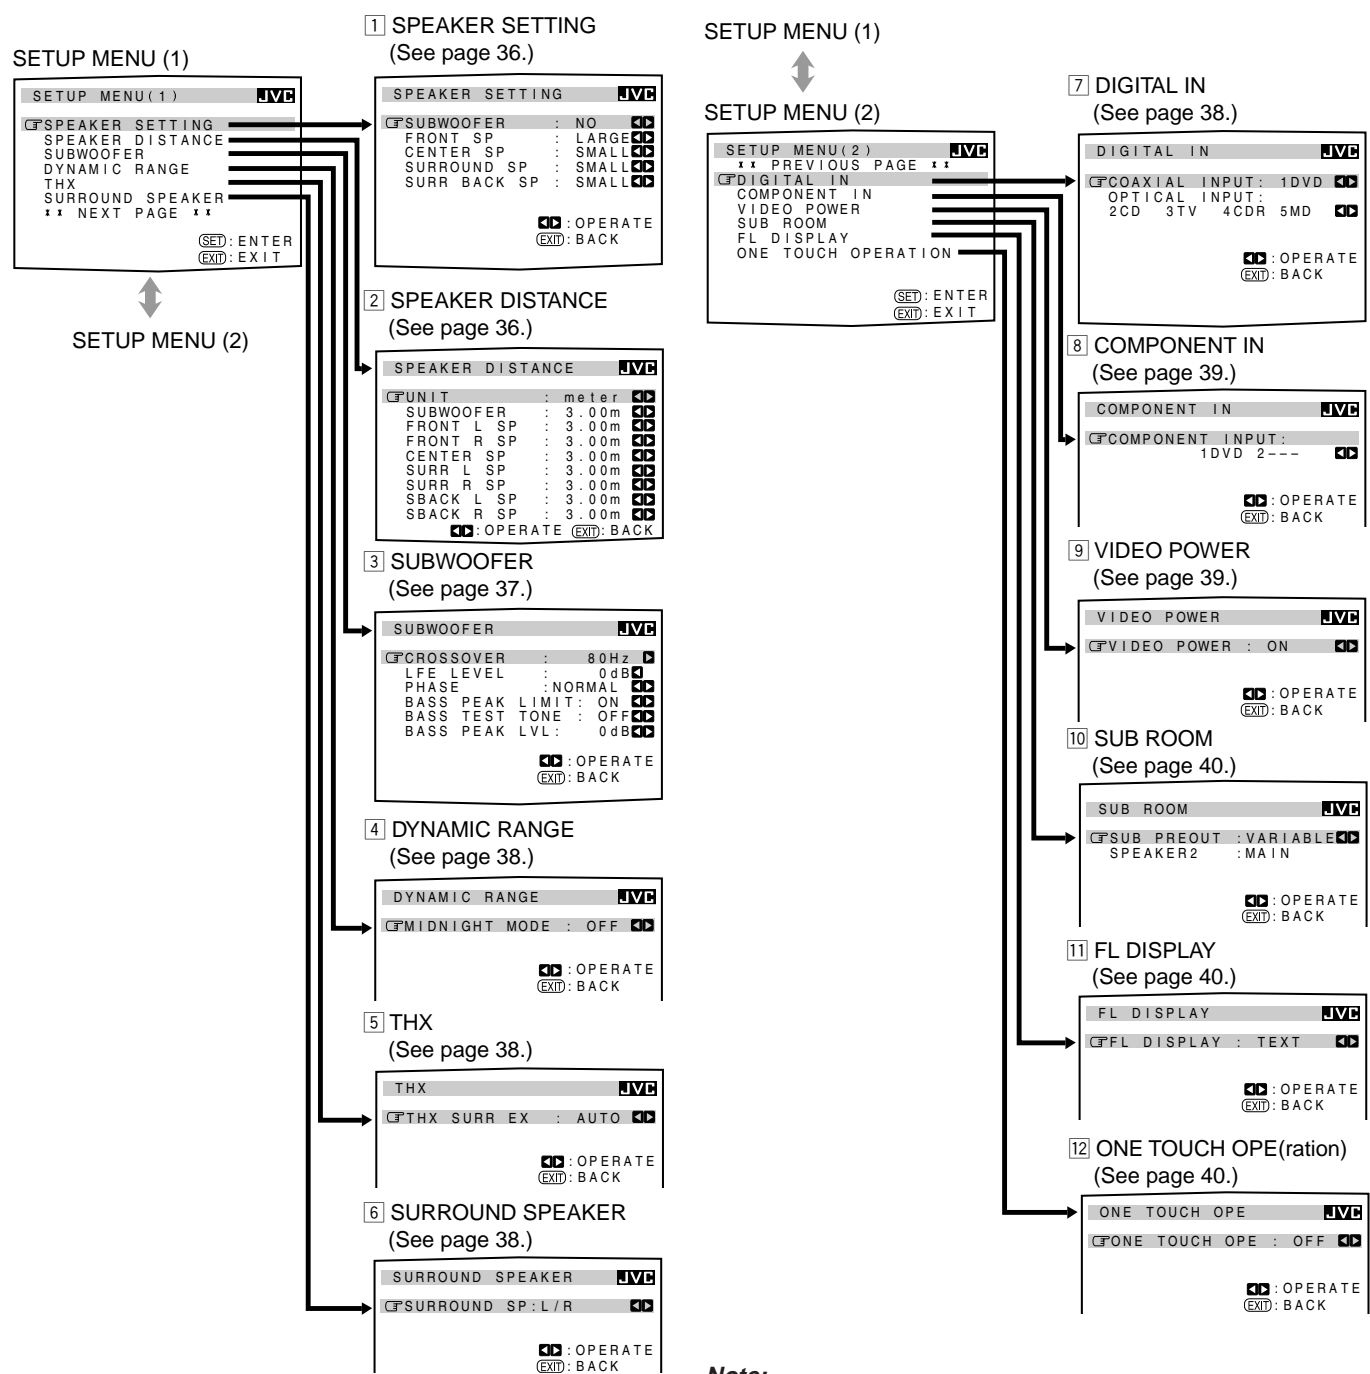 SETUP MENU (1)
SETUP MENU(1) JVC
SPEAKER SETTING
SPEAKER DISTANCE
SUBWOOFER
DYNAMIC RANGE
THX
SURROUND SPEAKER
** NEXT PAGE **
SET : ENTER
EXIT : EXIT
SETUP MENU (2)
1 SPEAKER SETTING
(See page 36.)
SPEAKER SETTING JVC
SUBWOOFER : NO
FRONT SP : LARGE
CENTER SP : SMALL
SURROUND SP : SMALL
SURR BACK SP : SMALL
: OPERATE
EXIT : BACK
2 SPEAKER DISTANCE
(See page 36.)
SPEAKER DISTANCE JVC
UNIT : meter
SUBWOOFER : 3.00m
FRONT L SP : 3.00m
FRONT R SP : 3.00m
CENTER SP : 3.00m
SURR L SP : 3.00m
SURR R SP : 3.00m
SBACK L SP : 3.00m
SBACK R SP : 3.00m
: OPERATE EXIT : BACK
3 SUBWOOFER
(See page 37.)
SUBWOOFER JVC
CROSSOVER : 80Hz
LFE LEVEL : 0dB
PHASE :NORMAL
BASS PEAK LIMIT: ON
BASS TEST TONE : OFF
BASS PEAK LVL: 0dB
: OPERATE
EXIT : BACK
4 DYNAMIC RANGE
(See page 38.)
DYNAMIC RANGE JVC
MIDNIGHT MODE : OFF
: OPERATE
EXIT : BACK
5 THX
(See page 38.)
THX JVC
THX SURR EX : AUTO
: OPERATE
EXIT : BACK
6 SURROUND SPEAKER
(See page 38.)
SURROUND SPEAKER JVC
SURROUND SP:L/R
: OPERATE
EXIT : BACK
SETUP MENU (1)
SETUP MENU (2)
SETUP MENU(2) JVC
** PREVIOUS PAGE **
DIGITAL IN
COMPONENT IN
VIDEO POWER
SUB ROOM
FL DISPLAY
ONE TOUCH OPERATION
SET : ENTER
EXIT : EXIT
7 DIGITAL IN
(See page 38.)
DIGITAL IN JVC
COAXIAL INPUT: 1DVD
OPTICAL INPUT:
2CD 3TV 4CDR 5MD
: OPERATE
EXIT : BACK
8 COMPONENT IN
(See page 39.)
COMPONENT IN JVC
COMPONENT INPUT:
1DVD 2---
: OPERATE
EXIT : BACK
9 VIDEO POWER
(See page 39.)
VIDEO POWER JVC
VIDEO POWER : ON
: OPERATE
EXIT : BACK
10 SUB ROOM
(See page 40.)
SUB ROOM JVC
SUB PREOUT :VARIABLE
SPEAKER2 :MAIN
: OPERATE
EXIT : BACK
11 FL DISPLAY
(See page 40.)
FL DISPLAY JVC
FL DISPLAY : TEXT
: OPERATE
EXIT : BACK
12 ONE TOUCH OPE(ration)
(See page 40.)
ONE TOUCH OPE JVC
ONE TOUCH OPE : OFF
: OPERATE
EXIT : BACK
Note: